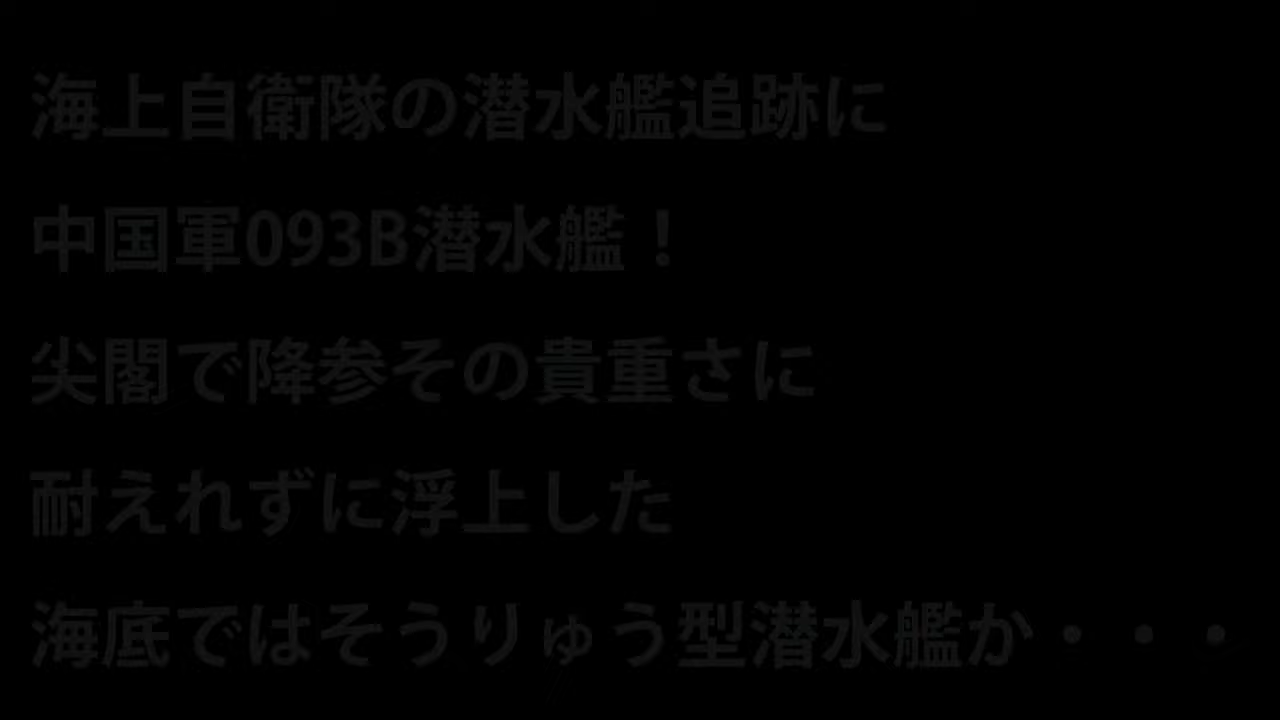 海上自衛隊の潜水艦追跡に
中国軍093B潜水艦！
尖閣で降参その貴重さに
耐えれずに浮上した
海底ではそうりゅう型潜水艦か・・・